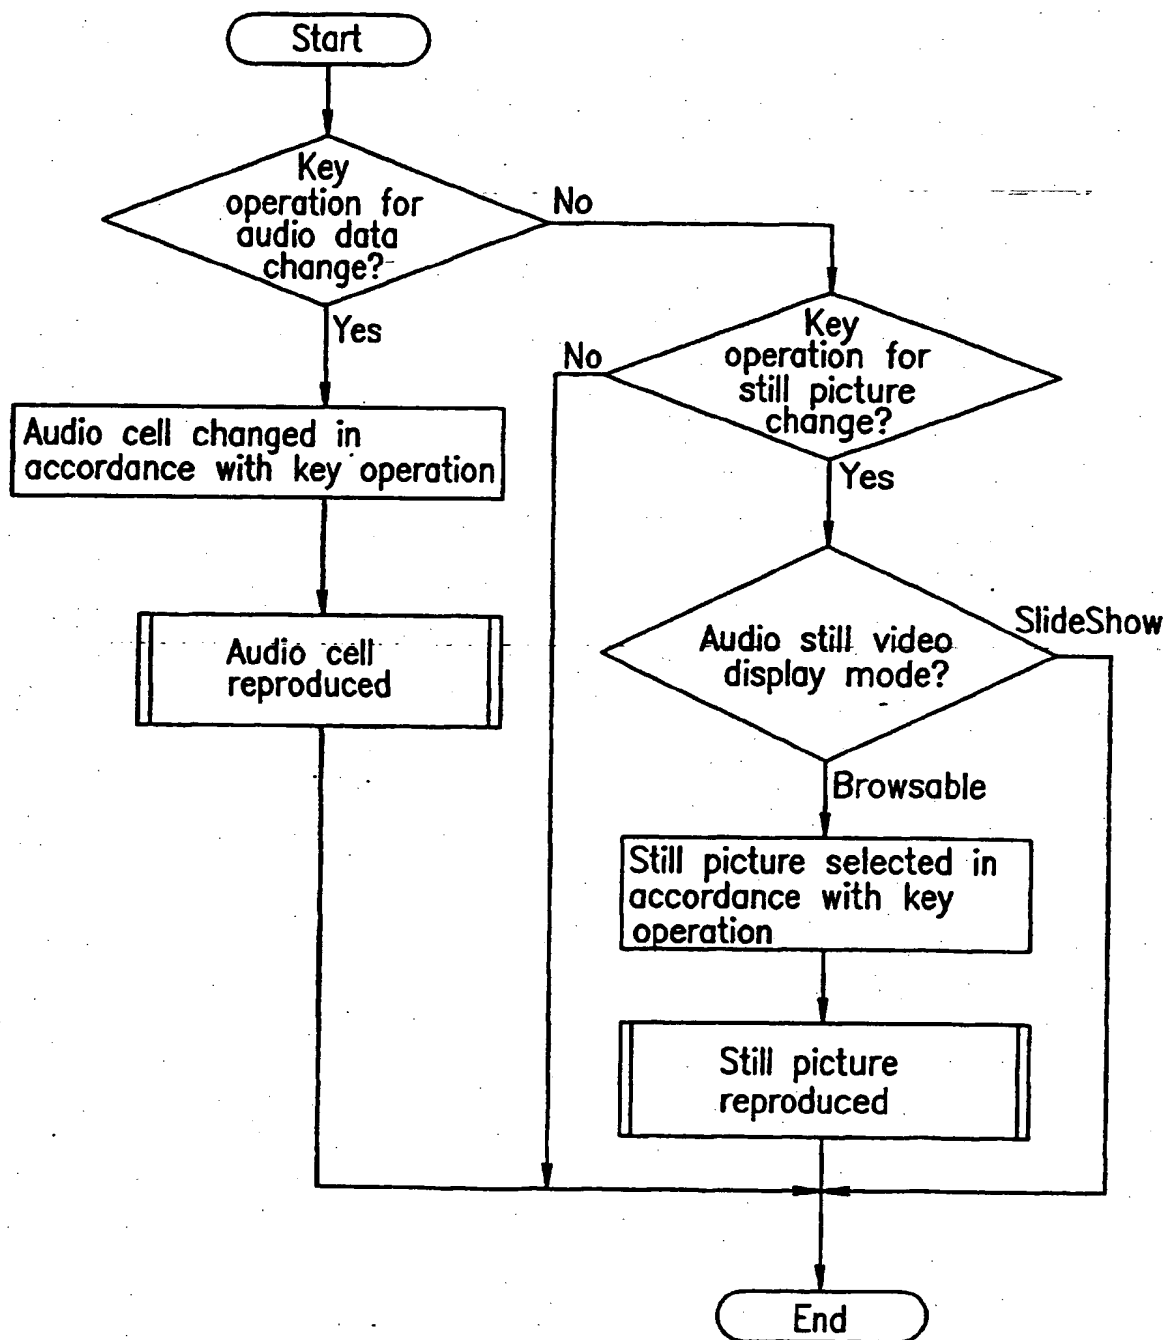 Start
Key
operation for
audio data
change?
No
Yes
Audio cell changed in
accordance with key operation
Audio cell
reproduced
Key
operation for
still picture
change?
No
Yes
Audio still video
display mode?
SlideShow
Browsable
Still picture selected in
accordance with key
operation
Still picture
reproduced
End